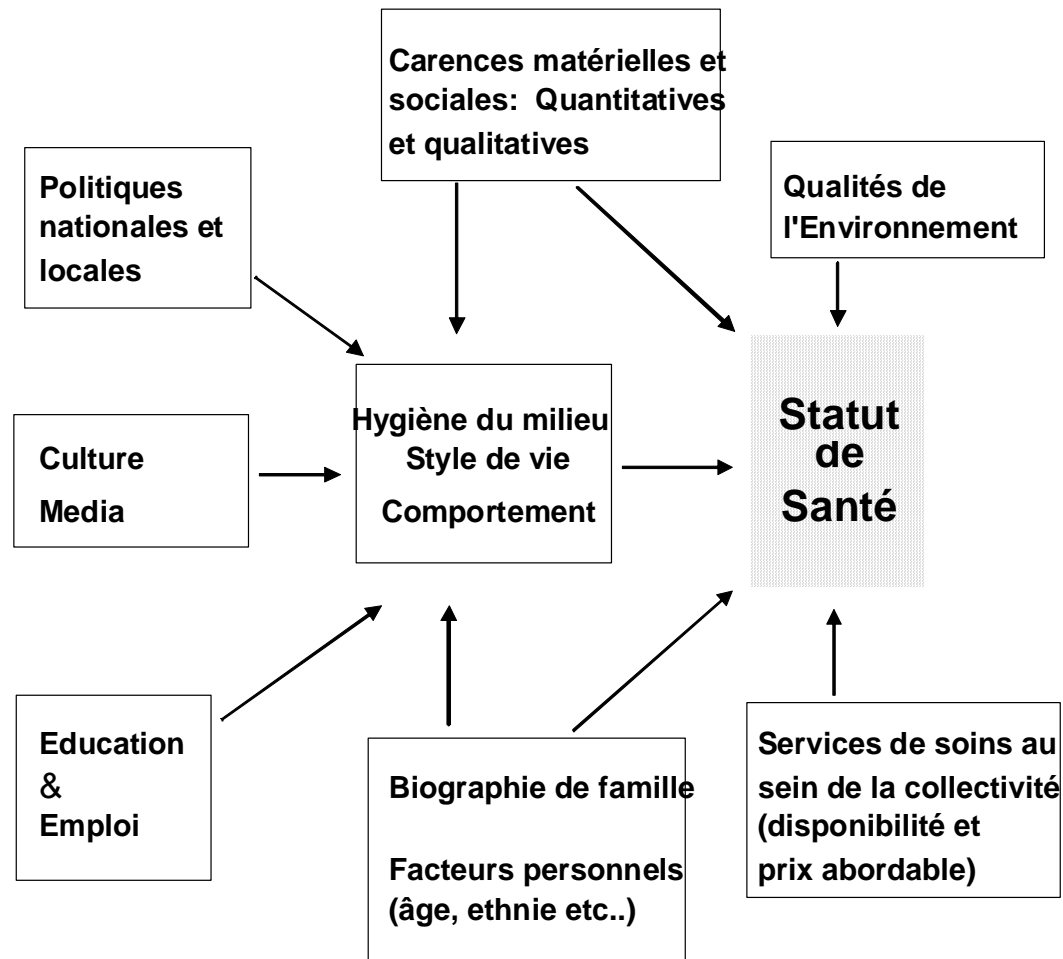 Carences matérielles et
sociales: Quantitatives
et qualitatives
Politiques
nationales et
locales
Qualités de
l'Environnement
Hygiène du milieu
Style de vie
Comportement
Statut
de
Santé
Culture
Media
Education
&
Emploi
Biographie de famille
Facteurs personnels
(âge, ethnie etc..)
Services de soins au
sein de la collectivité
(disponibilité et
prix abordable)